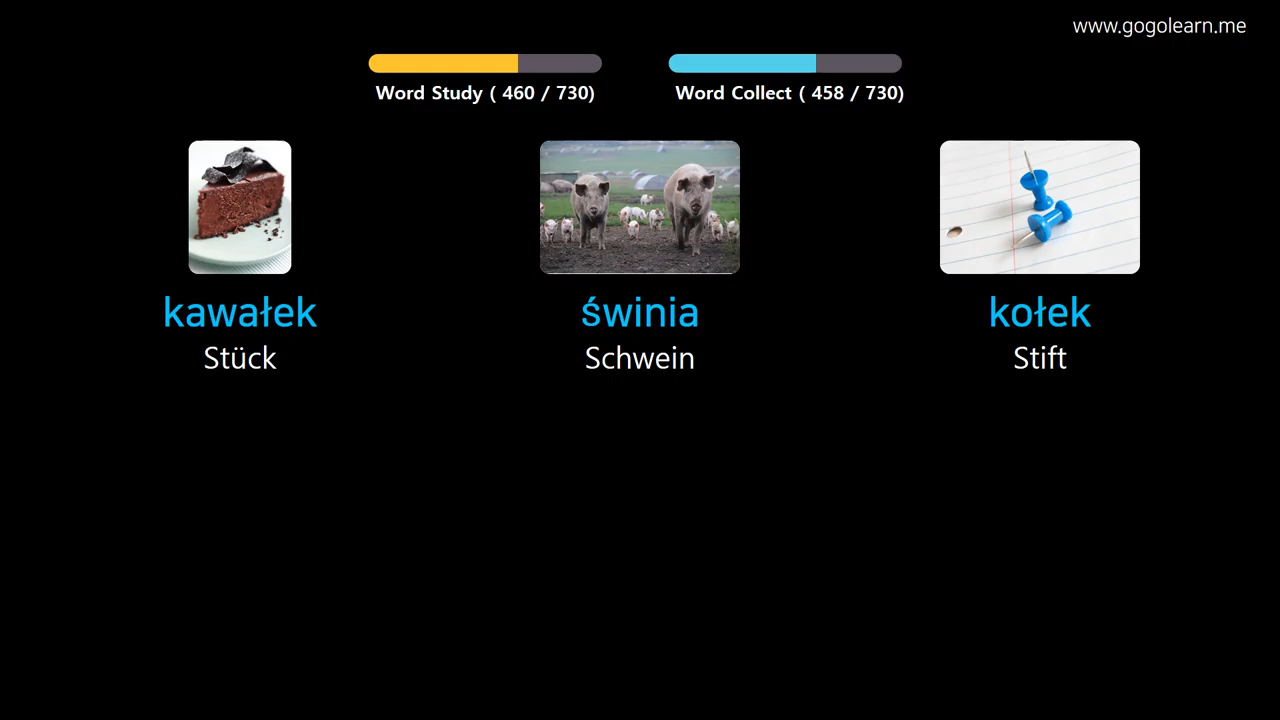 www.gogolearn.me
Word Study ( 460 / 730)
Word Collect ( 458 / 730)
kawałek
Stück
świnia
Schwein
kołek
Stift